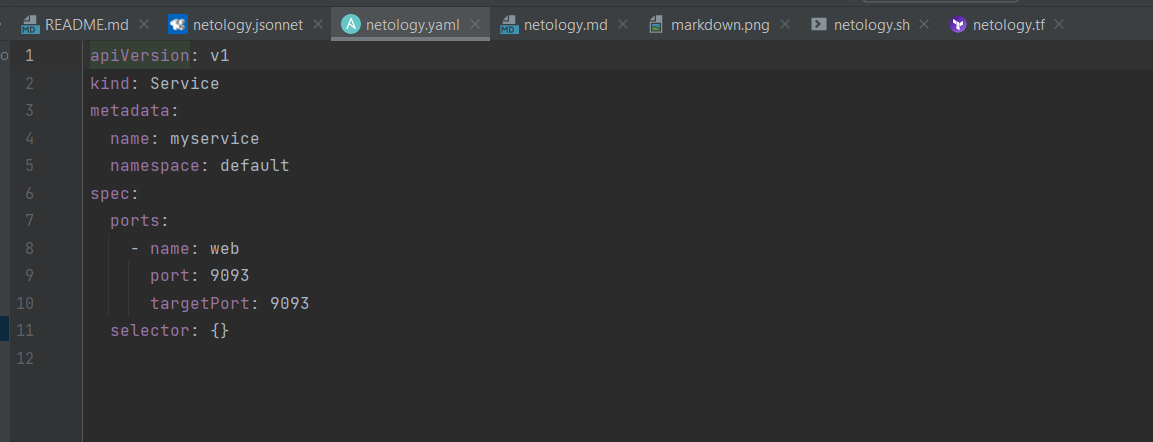 README.md netology.jsonnet netology.yaml netology.md markdown.png netology.sh netology.tf
1 apiVersion: v1
2 kind: Service
3 metadata:
4   name: myservice
5   namespace: default
6 spec:
7   ports:
8     - name: web
9       port: 9093
10       targetPort: 9093
11   selector: {}
12